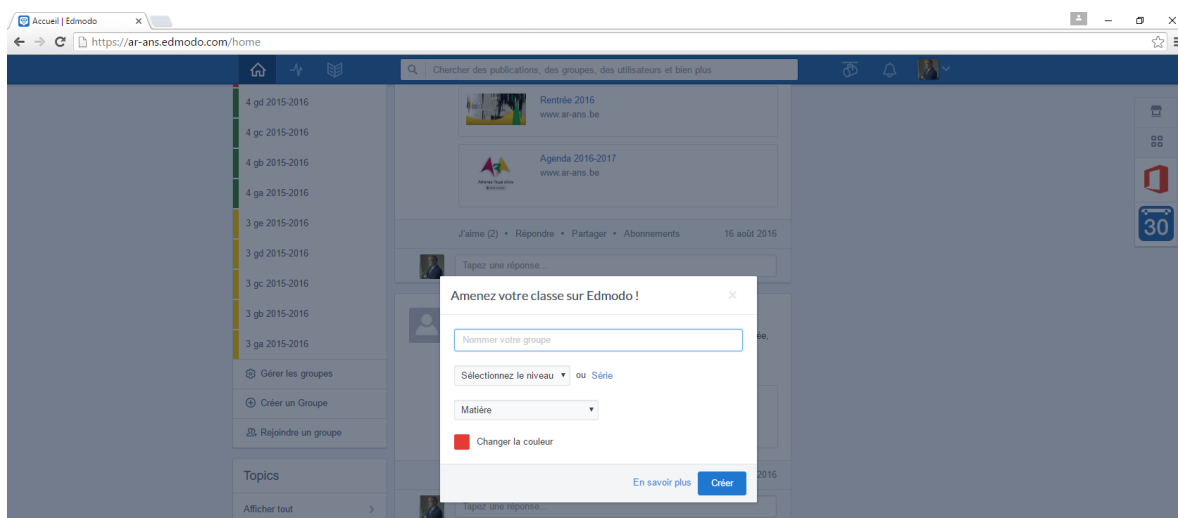 Accueil | Edmodo
https://ar-ans.edmodo.com/home
Chercher des publications, des groupes, des utilisateurs et bien plus
4 gd 2015-2016
4 gc 2015-2016
4 gb 2015-2016
4 ga 2015-2016
3 ge 2015-2016
3 gd 2015-2016
3 gc 2015-2016
3 gb 2015-2016
3 ga 2015-2016
Gérer les groupes
Créer un Groupe
Rejoindre un groupe
Topics
Afficher tout
Rentrée 2016
www.ar-ans.be
Agenda 2016-2017
www.ar-ans.be
J'aime (2) • Répondre • Partager • Abonnements 16 août 2016
Tapez une réponse...
Amenez votre classe sur Edmodo !
Nommer votre groupe
ée,
Sélectionnez le niveau ou Série
Matière
Changer la couleur
En savoir plus Créer
2016
Tapez une réponse...
30